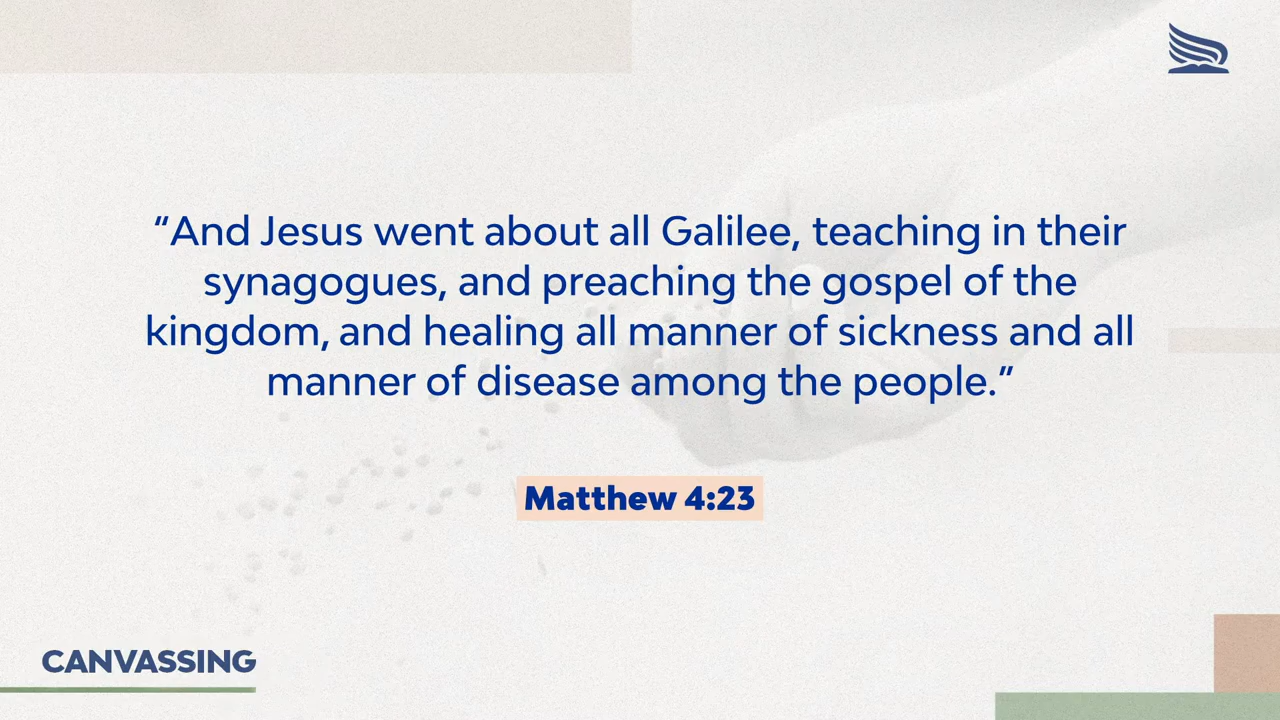 “And Jesus went about all Galilee, teaching in their
synagogues, and preaching the gospel of the
kingdom, and healing all manner of sickness and all
manner of disease among the people.”
Matthew 4:23
CANVASSING